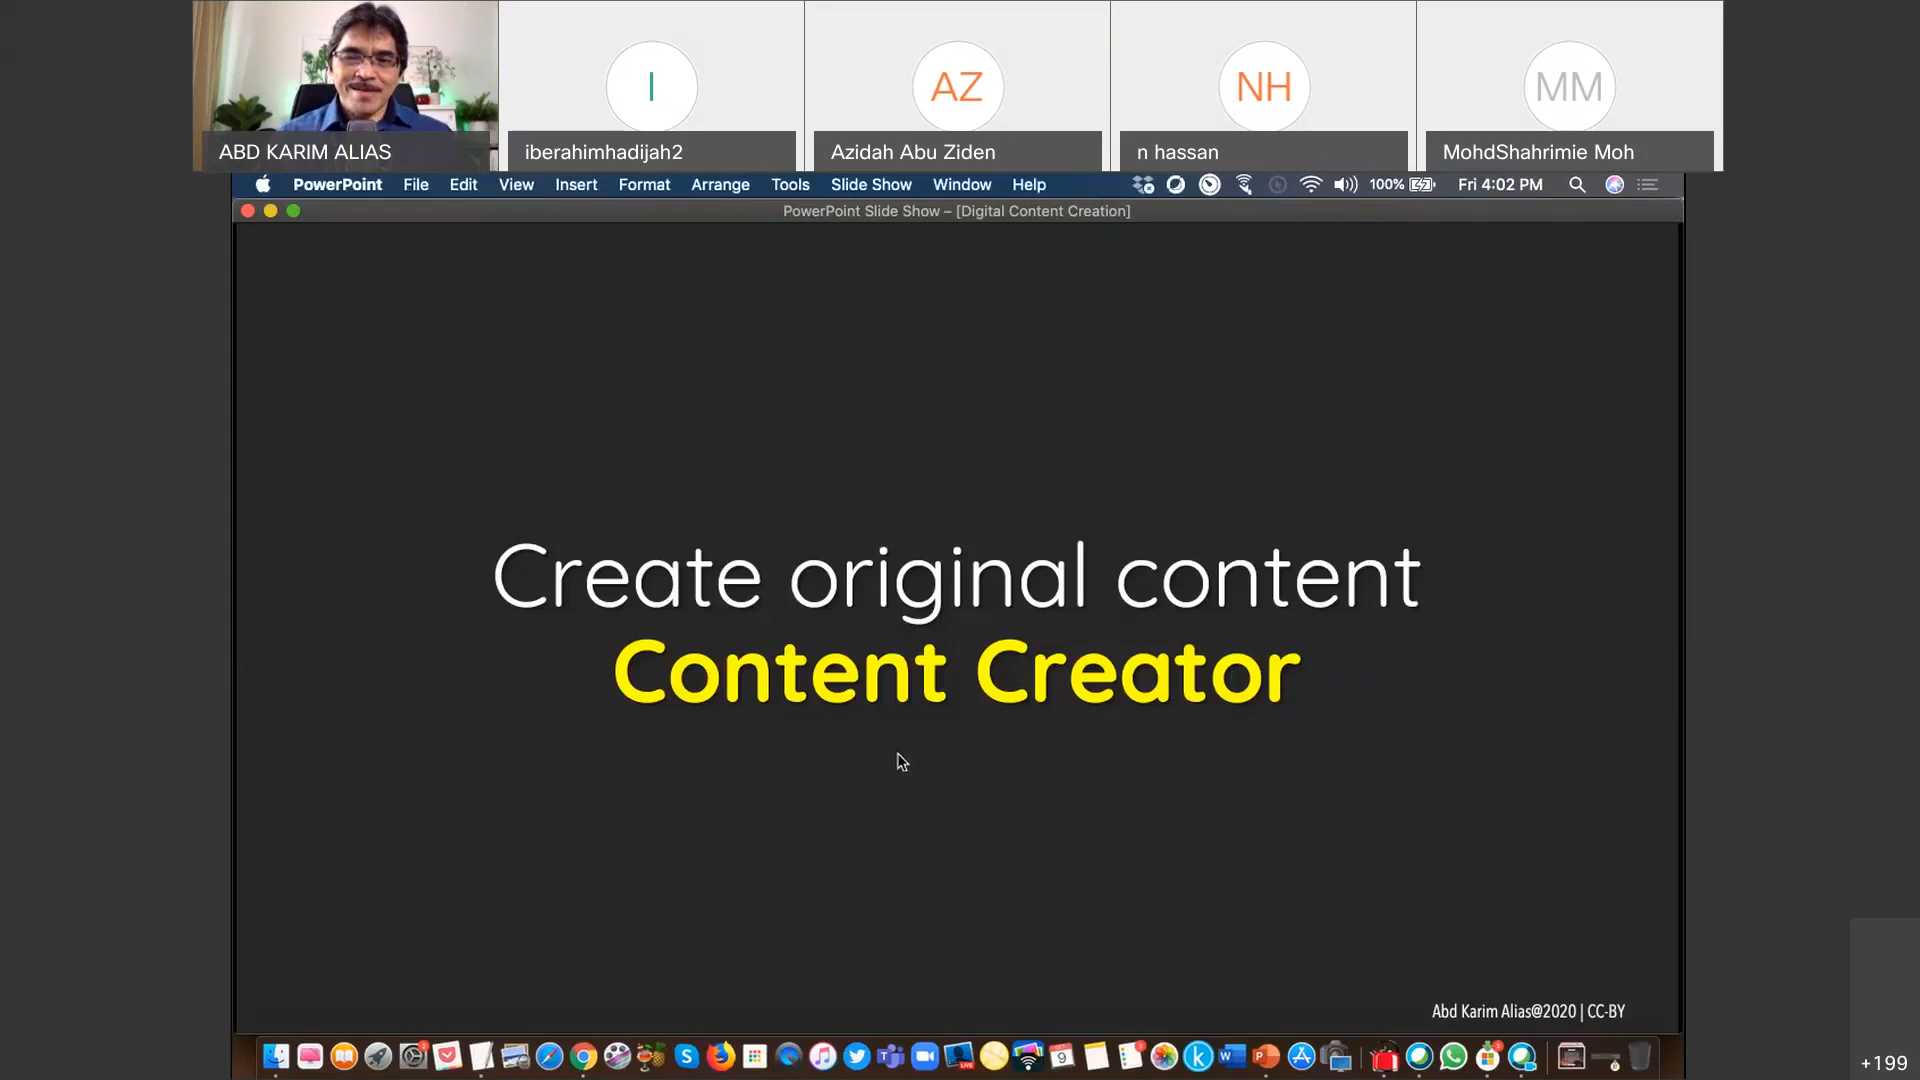 I
AZ
NH
MM
ABD KARIM ALIAS
iberahimhadijah2
Azidah Abu Ziden
n hassan
MohdShahrimie Moh
PowerPoint File Edit View Insert Format Arrange Tools Slide Show Window Help 100% Fri 4:02 PM
PowerPoint Slide Show – [Digital Content Creation]
Create original content
Content Creator
Abd Karim Alias@2020 | CC-BY
+199